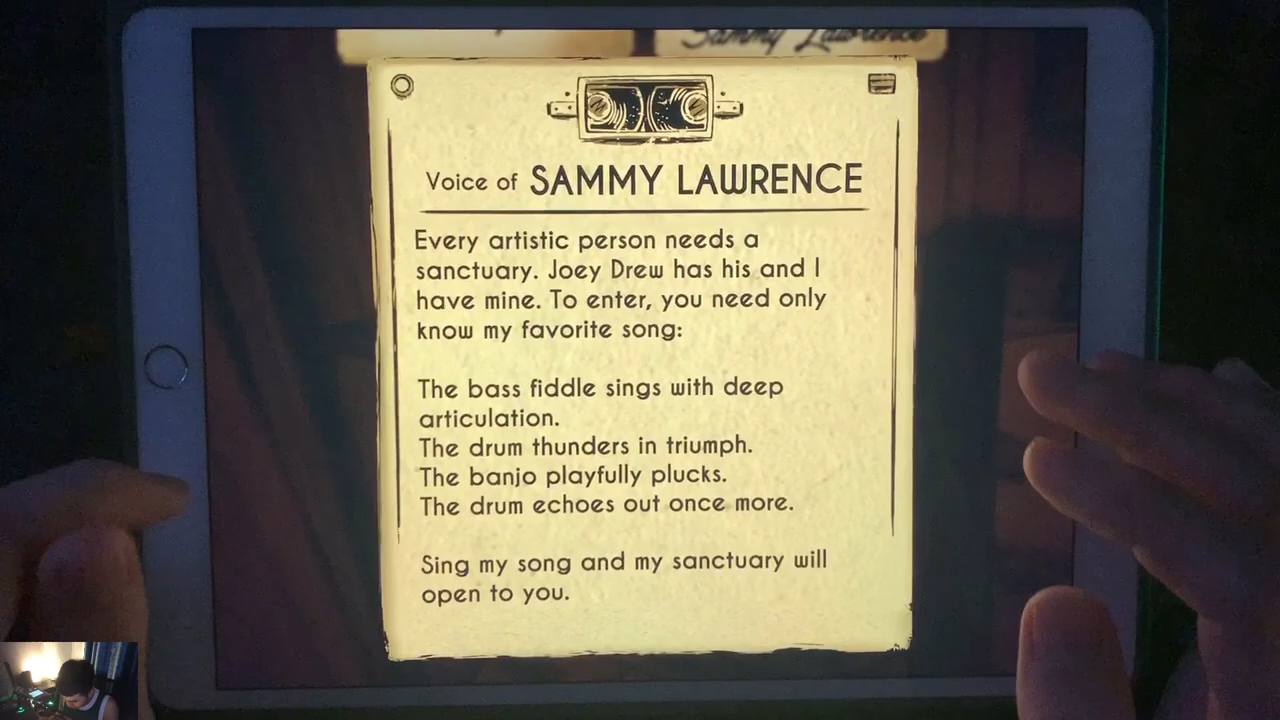 Sammy Lawrence
Voice of SAMMY LAWRENCE
Every artistic person needs a
sanctuary. Joey Drew has his and I
have mine. To enter, you need only
know my favorite song:
The bass fiddle sings with deep
articulation.
The drum thunders in triumph.
The banjo playfully plucks.
The drum echoes out once more.
Sing my song and my sanctuary will
open to you.